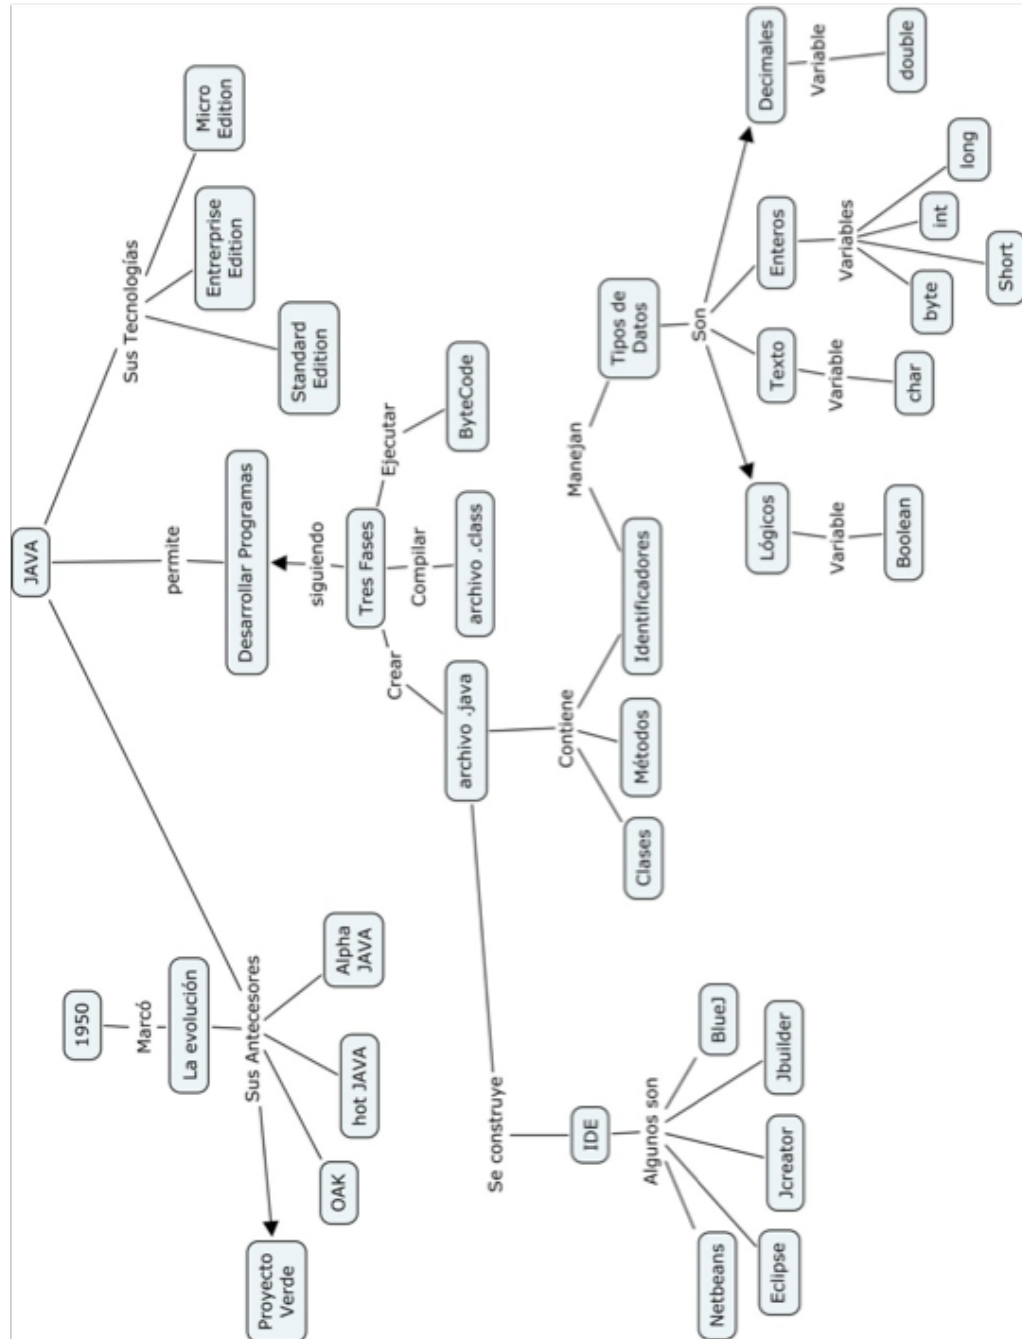 JAVA
Sus Antecesores
La evolución
Marcó
1950
Proyecto
Verde
OAK
hot JAVA
Alpha
JAVA
permite
Desarrollar Programas
siguiendo
Tres Fases
Crear
Compilar
Ejecutar
archivo .java
archivo .class
ByteCode
Sus Tecnologías
Standard
Edition
Entrerprise
Edition
Micro
Edition
Se construye
IDE
Algunos son
Netbeans
Eclipse
Jcreator
Jbuilder
BlueJ
Contiene
Clases
Métodos
Identificadores
Manejan
Tipos de
Datos
Son
Lógicos
Variable
Boolean
Texto
Variable
char
Enteros
Variables
byte
Short
int
long
Decimales
Variable
double